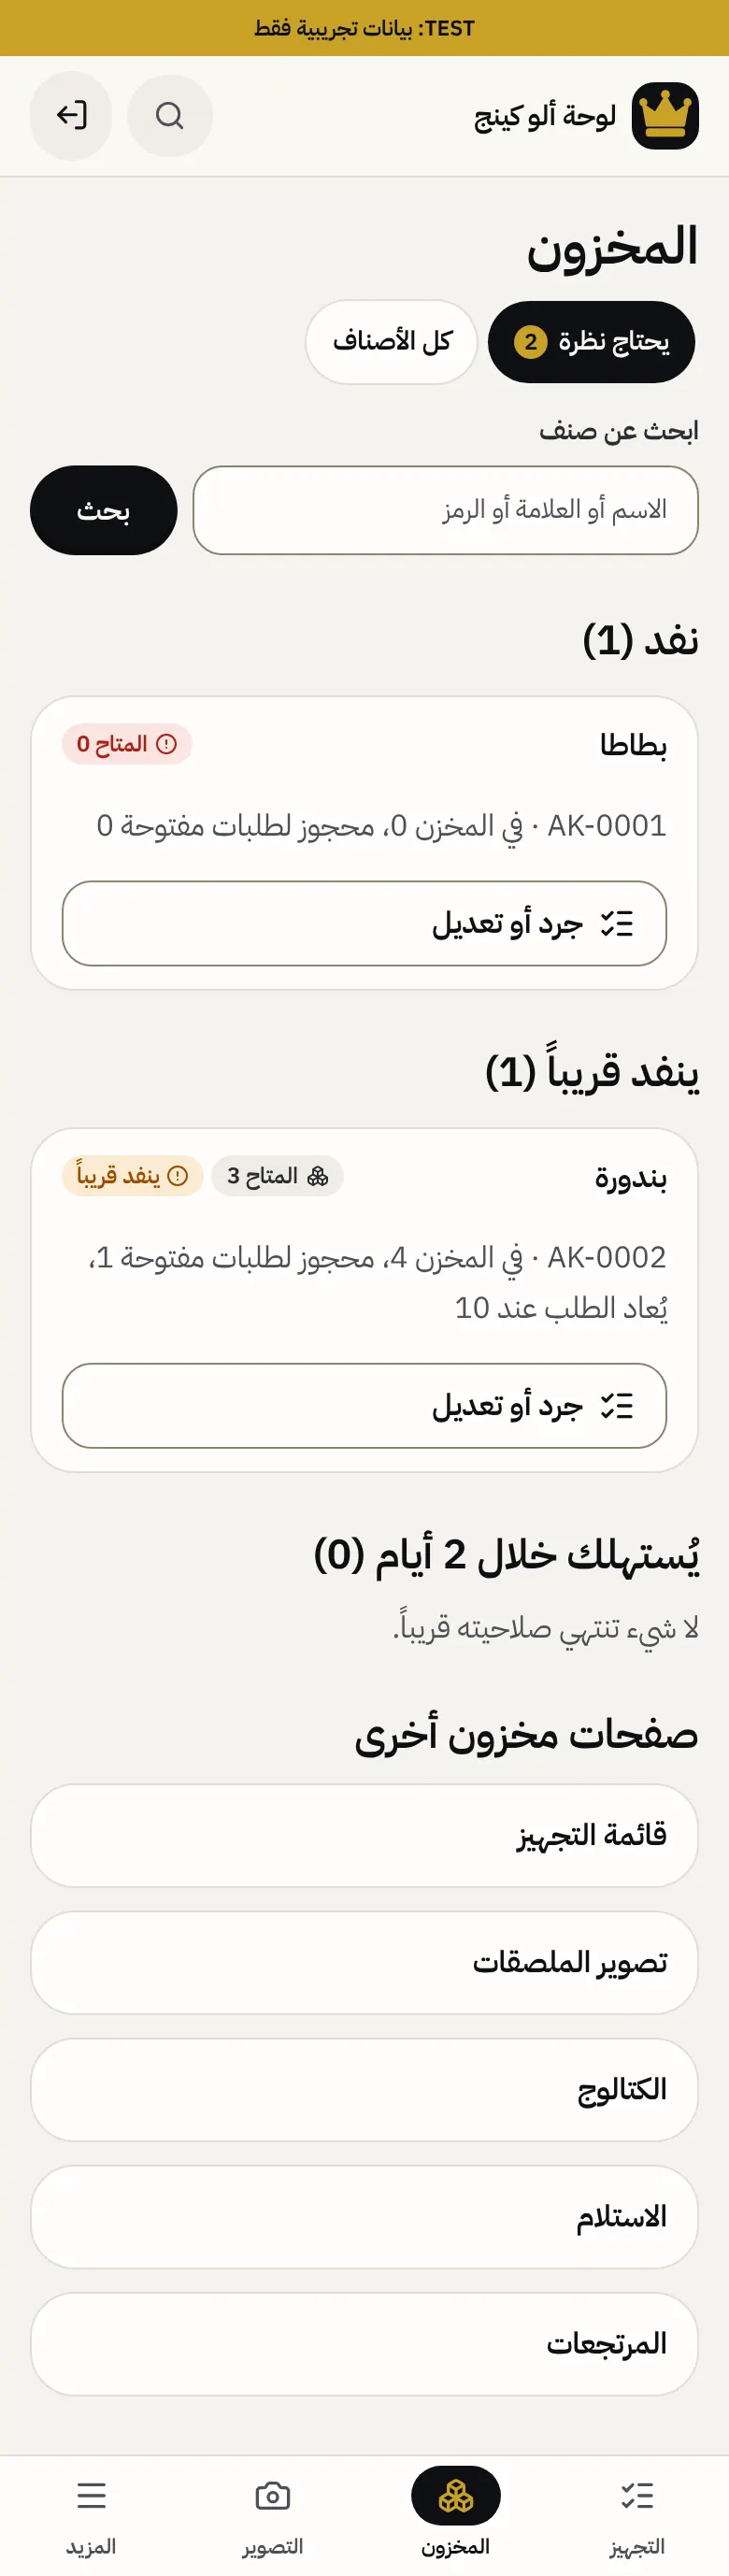 TEST: بيانات تجريبية فقط
لوحة ألو كينج
المخزون
يحتاج نظرة 2
كل الأصناف
ابحث عن صنف
الاسم أو العلامة أو الرمز
بحث
نفد (1)
بطاطا
المتاح 0
AK-0001 · في المخزن 0، محجوز لطلبات مفتوحة 0
جرد أو تعديل
ينفد قريباً (1)
بندورة
المتاح 3
ينفد قريباً
AK-0002 · في المخزن 4، محجوز لطلبات مفتوحة 1،
يُعاد الطلب عند 10
جرد أو تعديل
يُستهلك خلال 2 أيام (0)
لا شيء تنتهي صلاحيته قريباً.
صفحات مخزون أخرى
قائمة التجهيز
تصوير الملصقات
الكتالوج
الاستلام
المرتجعات
التجهيز
المخزون
التصوير
المزيد